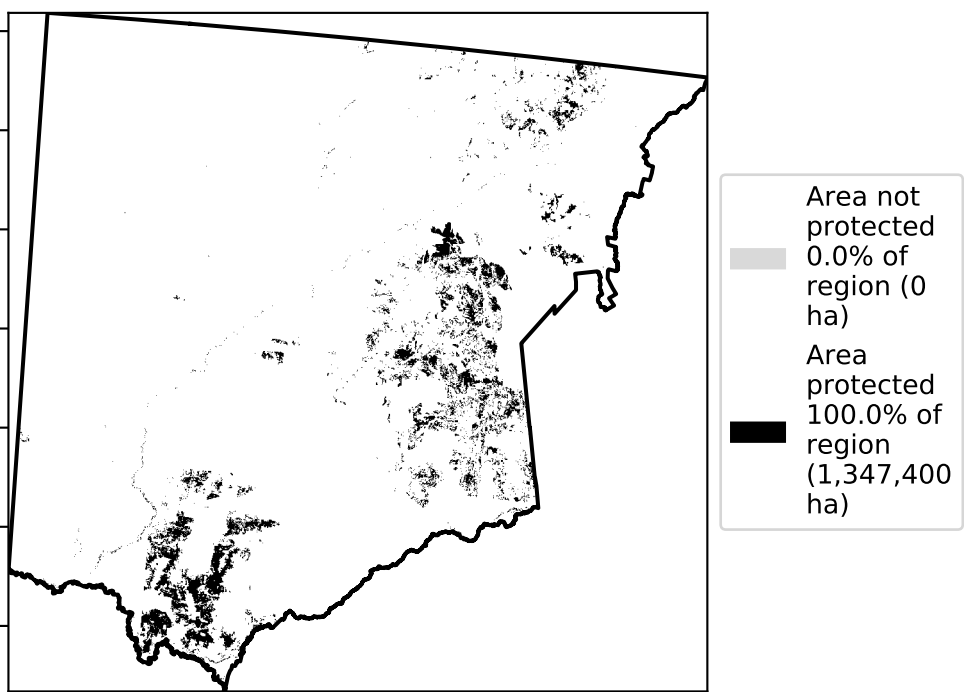 Area not
protected
0.0% of
region (0
ha)
Area
protected
100.0% of
region
(1,347,400
ha)